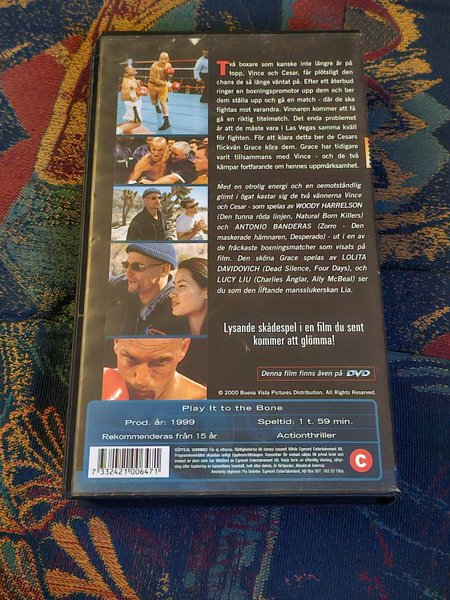 Två boxare som kanske inte längre är på
topp, Vince och Cesar, får plötsligt den
chans de så länge väntat på. Efter ett återbud
ringer en boxningspromotor upp dem och ber
dem ställa upp och gå en match - där de ska
fightas mot varandra. Vinnaren kommer att få
gå en riktig titelmatch. Det enda problemet
är att de måste vara i Las Vegas samma kväll
för fighten. För att klara detta ber de Cesars
flickvän Grace köra dem. Grace har tidigare
varit tillsammans med Vince - och de två
kämpar fortfarande om hennes uppmärksamhet.
Med en otrolig energi och en oemotståndlig
glimt i ögat kastar sig de två vännerna Vince
och Cesar - som spelas av WOODY HARRELSON
(Den tunna röda linjen, Natural Born Killers)
och ANTONIO BANDERAS (Zorro - Den
maskerade hämnaren, Desperado) - ut i en av
de fräckaste boxningsmatcher som visats på
film. Den sköna Grace spelas av LOLITA
DAVIDOVICH (Dead Silence, Four Days), och
LUCY LIU (Charlies Änglar, Ally McBeal) ser
du som den liftande mansslukerskan Lia.
Lysande skådespel i en film du sent
kommer att glömma!
Denna film finns även på DVD
© 2000 Buena Vista Pictures Distribution. All Rights Reserved.
Play It to the Bone
Prod. år: 1999
Speltid: 1 t. 59 min.
Rekommenderas från 15 år
Actionthriller
7 332421 006471
C